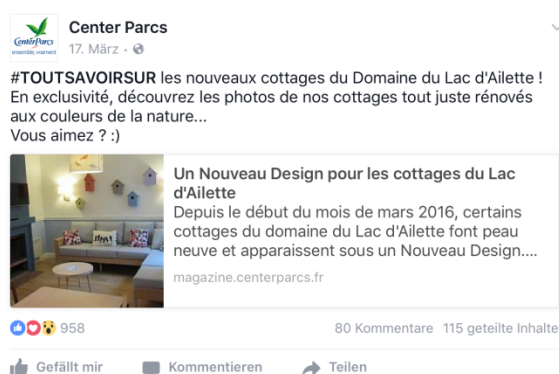 Center Parcs
17. März
CenterParcs
ensemble, vraiment
#TOUTSAVOIRSUR les nouveaux cottages du Domaine du Lac d'Ailette !
En exclusivité, découvrez les photos de nos cottages tout juste rénovés
aux couleurs de la nature...
Vous aimez ? :)
Un Nouveau Design pour les cottages du Lac
d'Ailette
Depuis le début du mois de mars 2016, certains
cottages du domaine du Lac d'Ailette font peau
neuve et apparaissent sous un Nouveau Design....
magazine.centerparcs.fr
958 80 Kommentare 115 geteilte Inhalte
Gefällt mir Kommentieren Teilen